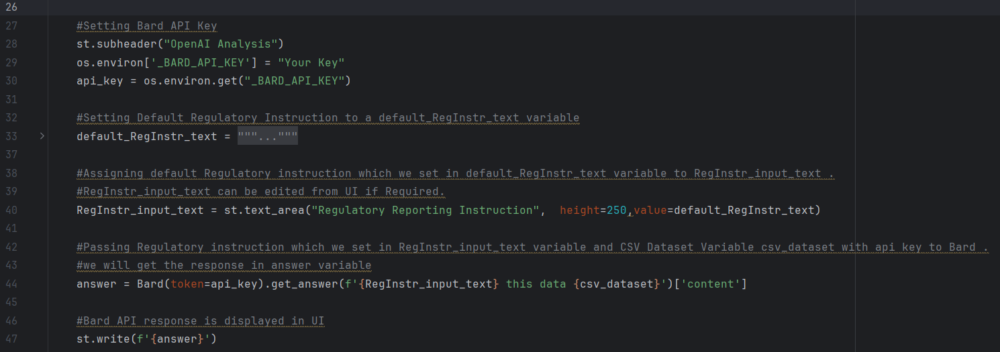 26
27 #Setting Bard API Key
28 st.subheader("OpenAI Analysis")
29 os.environ['_BARD_API_KEY'] = "Your Key"
30 api_key = os.environ.get("_BARD_API_KEY")
31
32 #Setting Default Regulatory Instruction to a default_RegInstr_text variable
33 default_RegInstr_text = """..."""
37
38 #Assigning default Regulatory instruction which we set in default_RegInstr_text variable to RegInstr_input_text .
39 #RegInstr_input_text can be edited from UI if Required.
40 RegInstr_input_text = st.text_area("Regulatory Reporting Instruction",  height=250,value=default_RegInstr_text)
41
42 #Passing Regulatory instruction which we set in RegInstr_input_text variable and CSV Dataset Variable csv_dataset with api key to Bard .
43 #we will get the response in answer variable
44 answer = Bard(token=api_key).get_answer(f'{RegInstr_input_text} this data {csv_dataset}')['content']
45
46 #Bard API response is displayed in UI
47 st.write(f'{answer}')